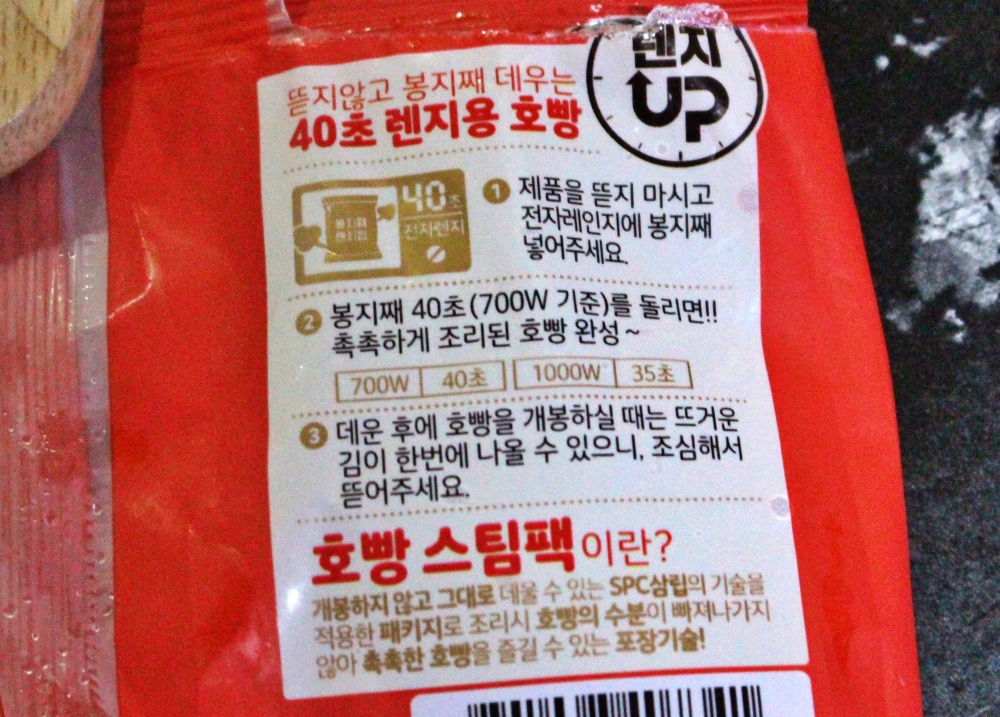 렌지
UP
뜯지않고 봉지째 데우는
40초 렌지용 호빵
봉지째
렌지업
40초
전자렌지
1 제품을 뜯지 마시고
전자레인지에 봉지째
넣어주세요.
2 봉지째 40초(700W 기준)를 돌리면!!
촉촉하게 조리된 호빵 완성~
700W 40초 1000W 35초
3 데운 후에 호빵을 개봉하실 때는 뜨거운
김이 한번에 나올 수 있으니, 조심해서
뜯어주세요.
호빵 스팀팩이란?
개봉하지 않고 그대로 데울 수 있는 SPC삼립의 기술을
적용한 패키지로 조리시 호빵의 수분이 빠져나가지
않아 촉촉한 호빵을 즐길 수 있는 포장기술!